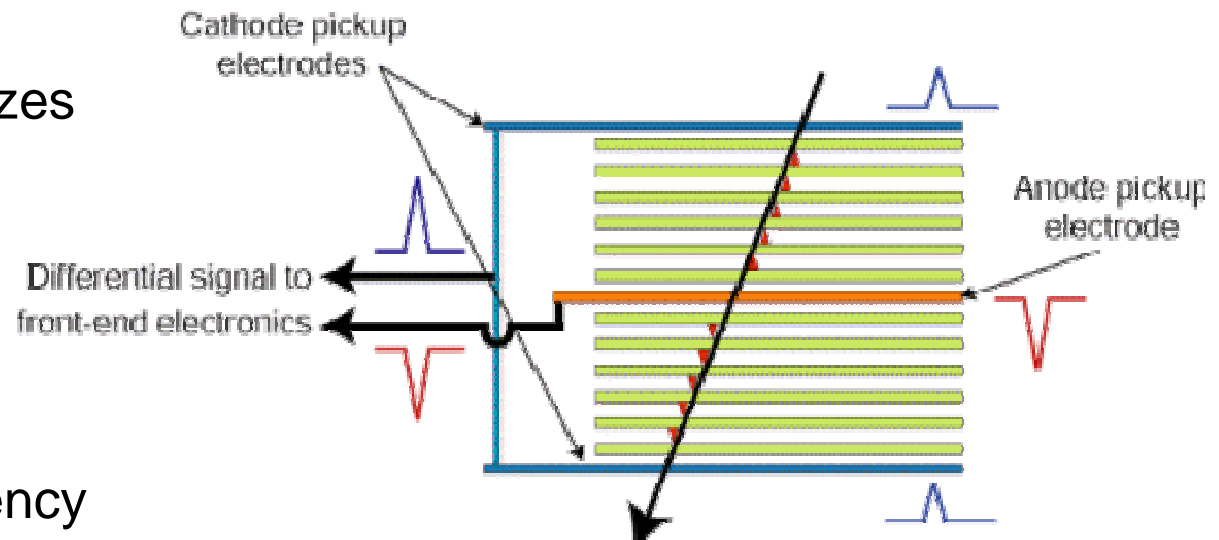 Cathode pickup
electrodes
zes
Anode pickup
electrode
Differential signal to
front-end electronics
ency